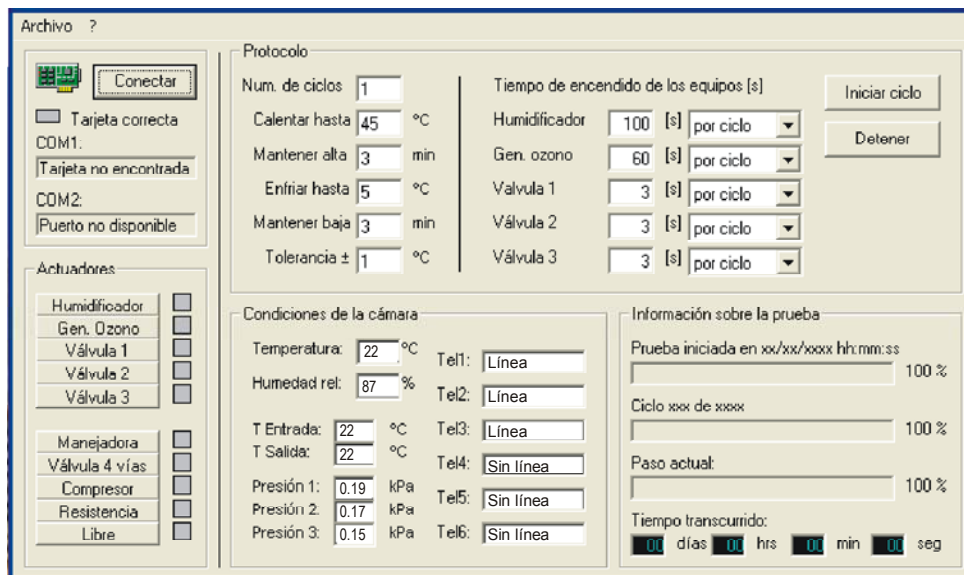 Archivo ?
Conectar
Tarjeta correcta
COM1:
Tarjeta no encontrada
COM2:
Puerto no disponible
Actuadores
Humidificador
Gen. Ozono
Válvula 1
Válvula 2
Válvula 3
Manejadora
Válvula 4 vías
Compresor
Resistencia
Libre
Protocolo
Num. de ciclos 1
Calentar hasta 45 °C
Mantener alta 3 min
Enfriar hasta 5 °C
Mantener baja 3 min
Tolerancia ± 1 °C
Tiempo de encendido de los equipos [s]
Humidificador 100 [s] por ciclo
Gen. ozono 60 [s] por ciclo
Valvula 1 3 [s] por ciclo
Válvula 2 3 [s] por ciclo
Válvula 3 3 [s] por ciclo
Iniciar ciclo
Detener
Condiciones de la cámara
Temperatura: 22 °C
Humedad rel: 87 %
T Entrada: 22 °C
T Salida: 22 °C
Presión 1: 0.19 kPa
Presión 2: 0.17 kPa
Presión 3: 0.15 kPa
Tel1: Línea
Tel2: Línea
Tel3: Línea
Tel4: Sin línea
Tel5: Sin línea
Tel6: Sin línea
Información sobre la prueba
Prueba iniciada en xx/xx/xxxx hh:mm:ss
100 %
Ciclo xxx de xxxx
100 %
Paso actual:
100 %
Tiempo transcurrido:
00 días 00 hrs 00 min 00 seg